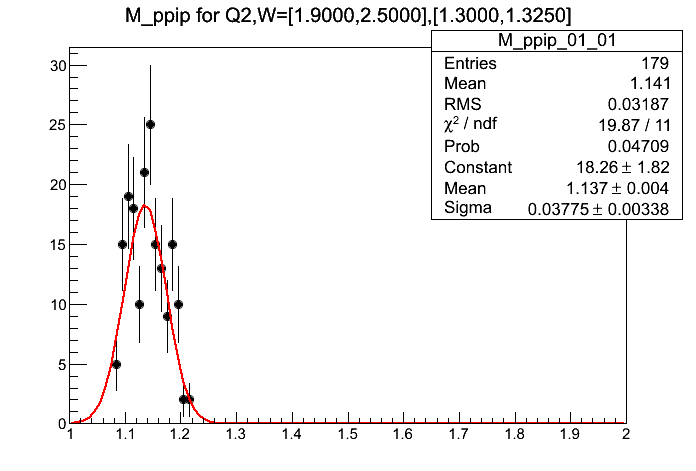 M_ppip for Q2,W=[1.9000,2.5000],[1.3000,1.3250]
M_ppip_01_01
Entries 179
Mean 1.141
RMS 0.03187
χ² / ndf 19.87 / 11
Prob 0.04709
Constant 18.26 ± 1.82
Mean 1.137 ± 0.004
Sigma 0.03775 ± 0.00338
30
25
20
15
10
5
0
1 1.1 1.2 1.3 1.4 1.5 1.6 1.7 1.8 1.9 2